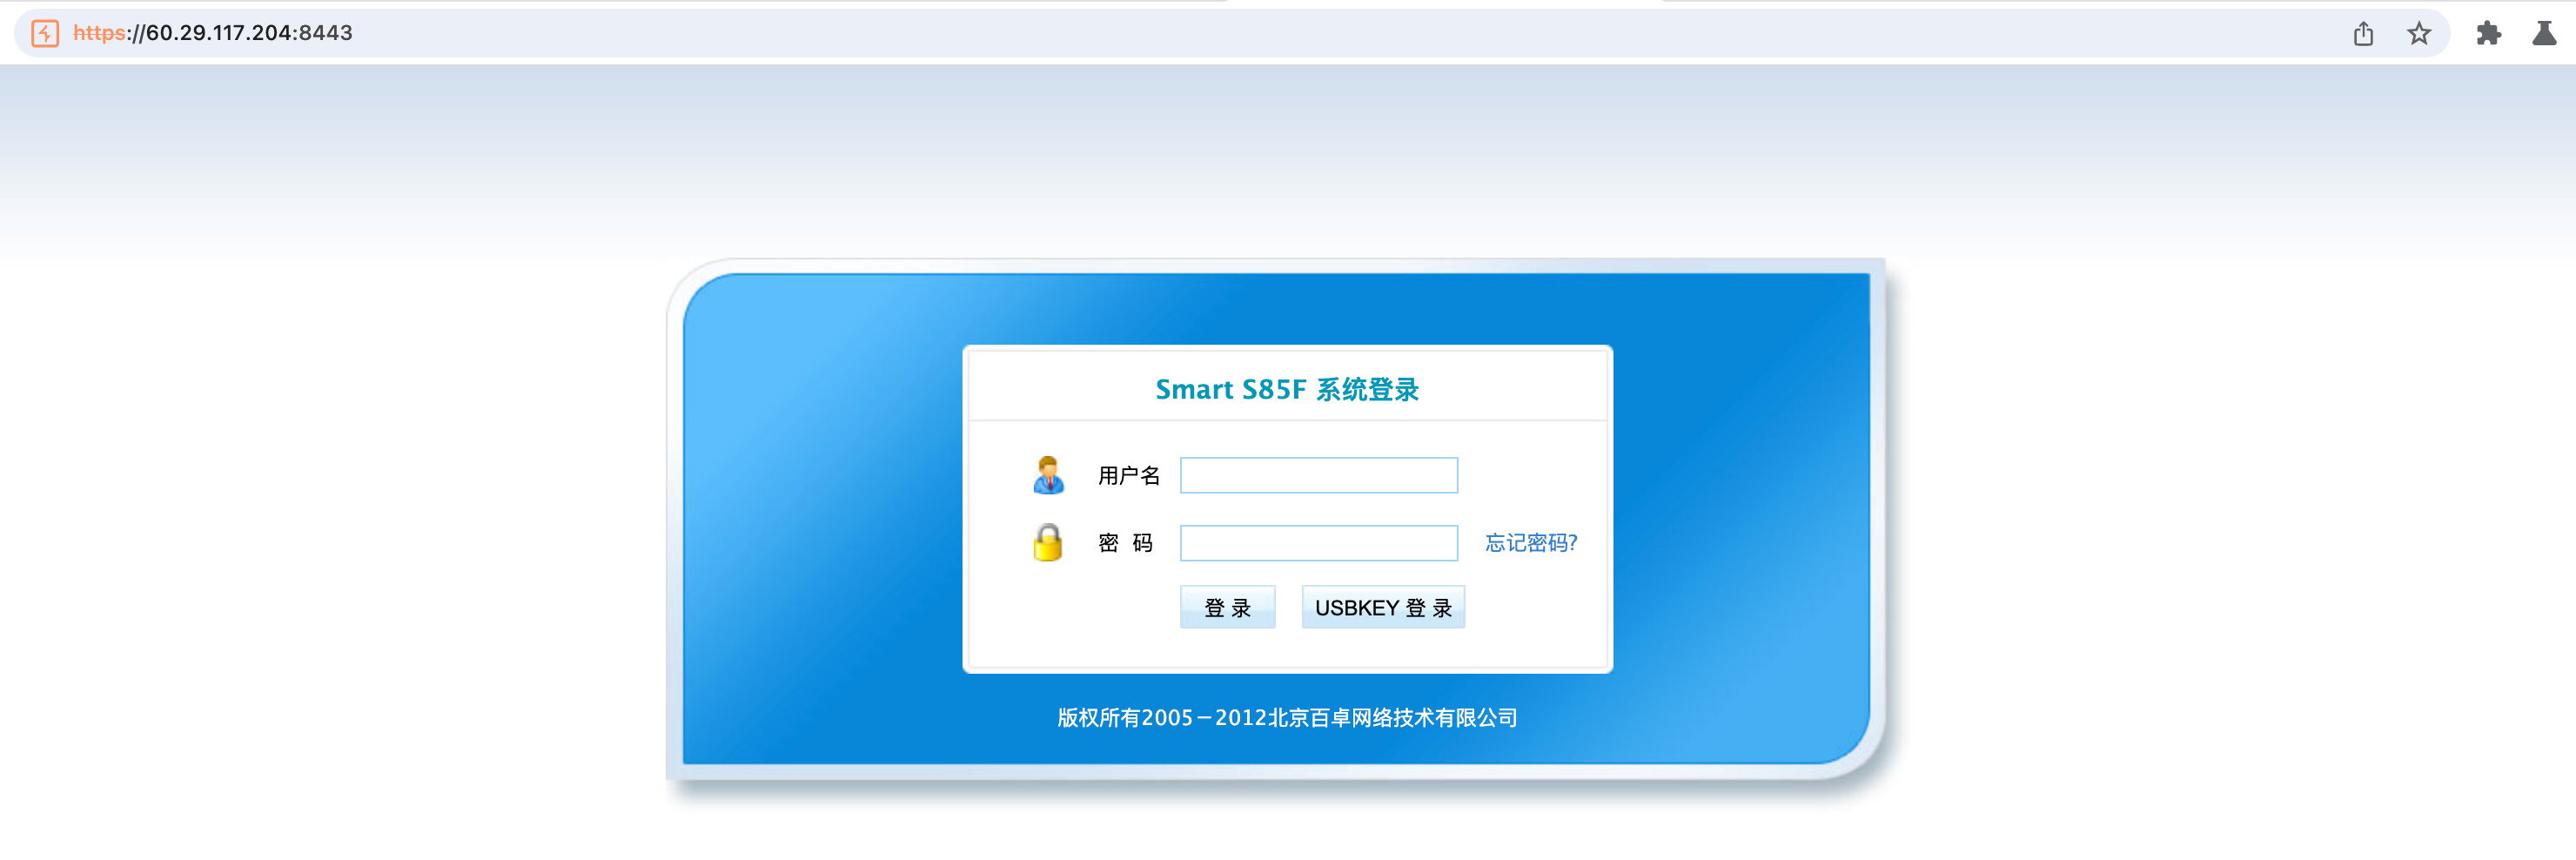 https://60.29.117.204:8443
Smart S85F 系统登录
用户名
密 码 忘记密码?
登 录 USBKEY 登 录
版权所有2005－2012北京百卓网络技术有限公司